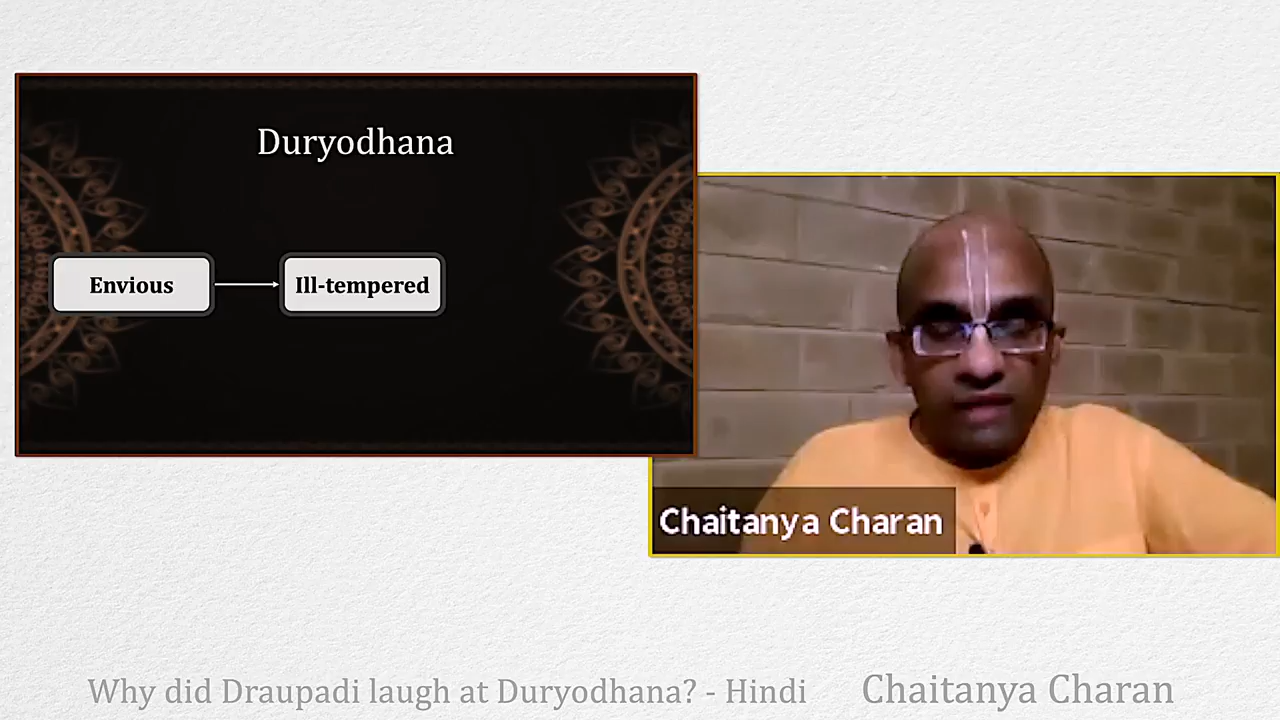 Duryodhana
Envious
Ill-tempered
Chaitanya Charan
Why did Draupadi laugh at Duryodhana? - Hindi
Chaitanya Charan